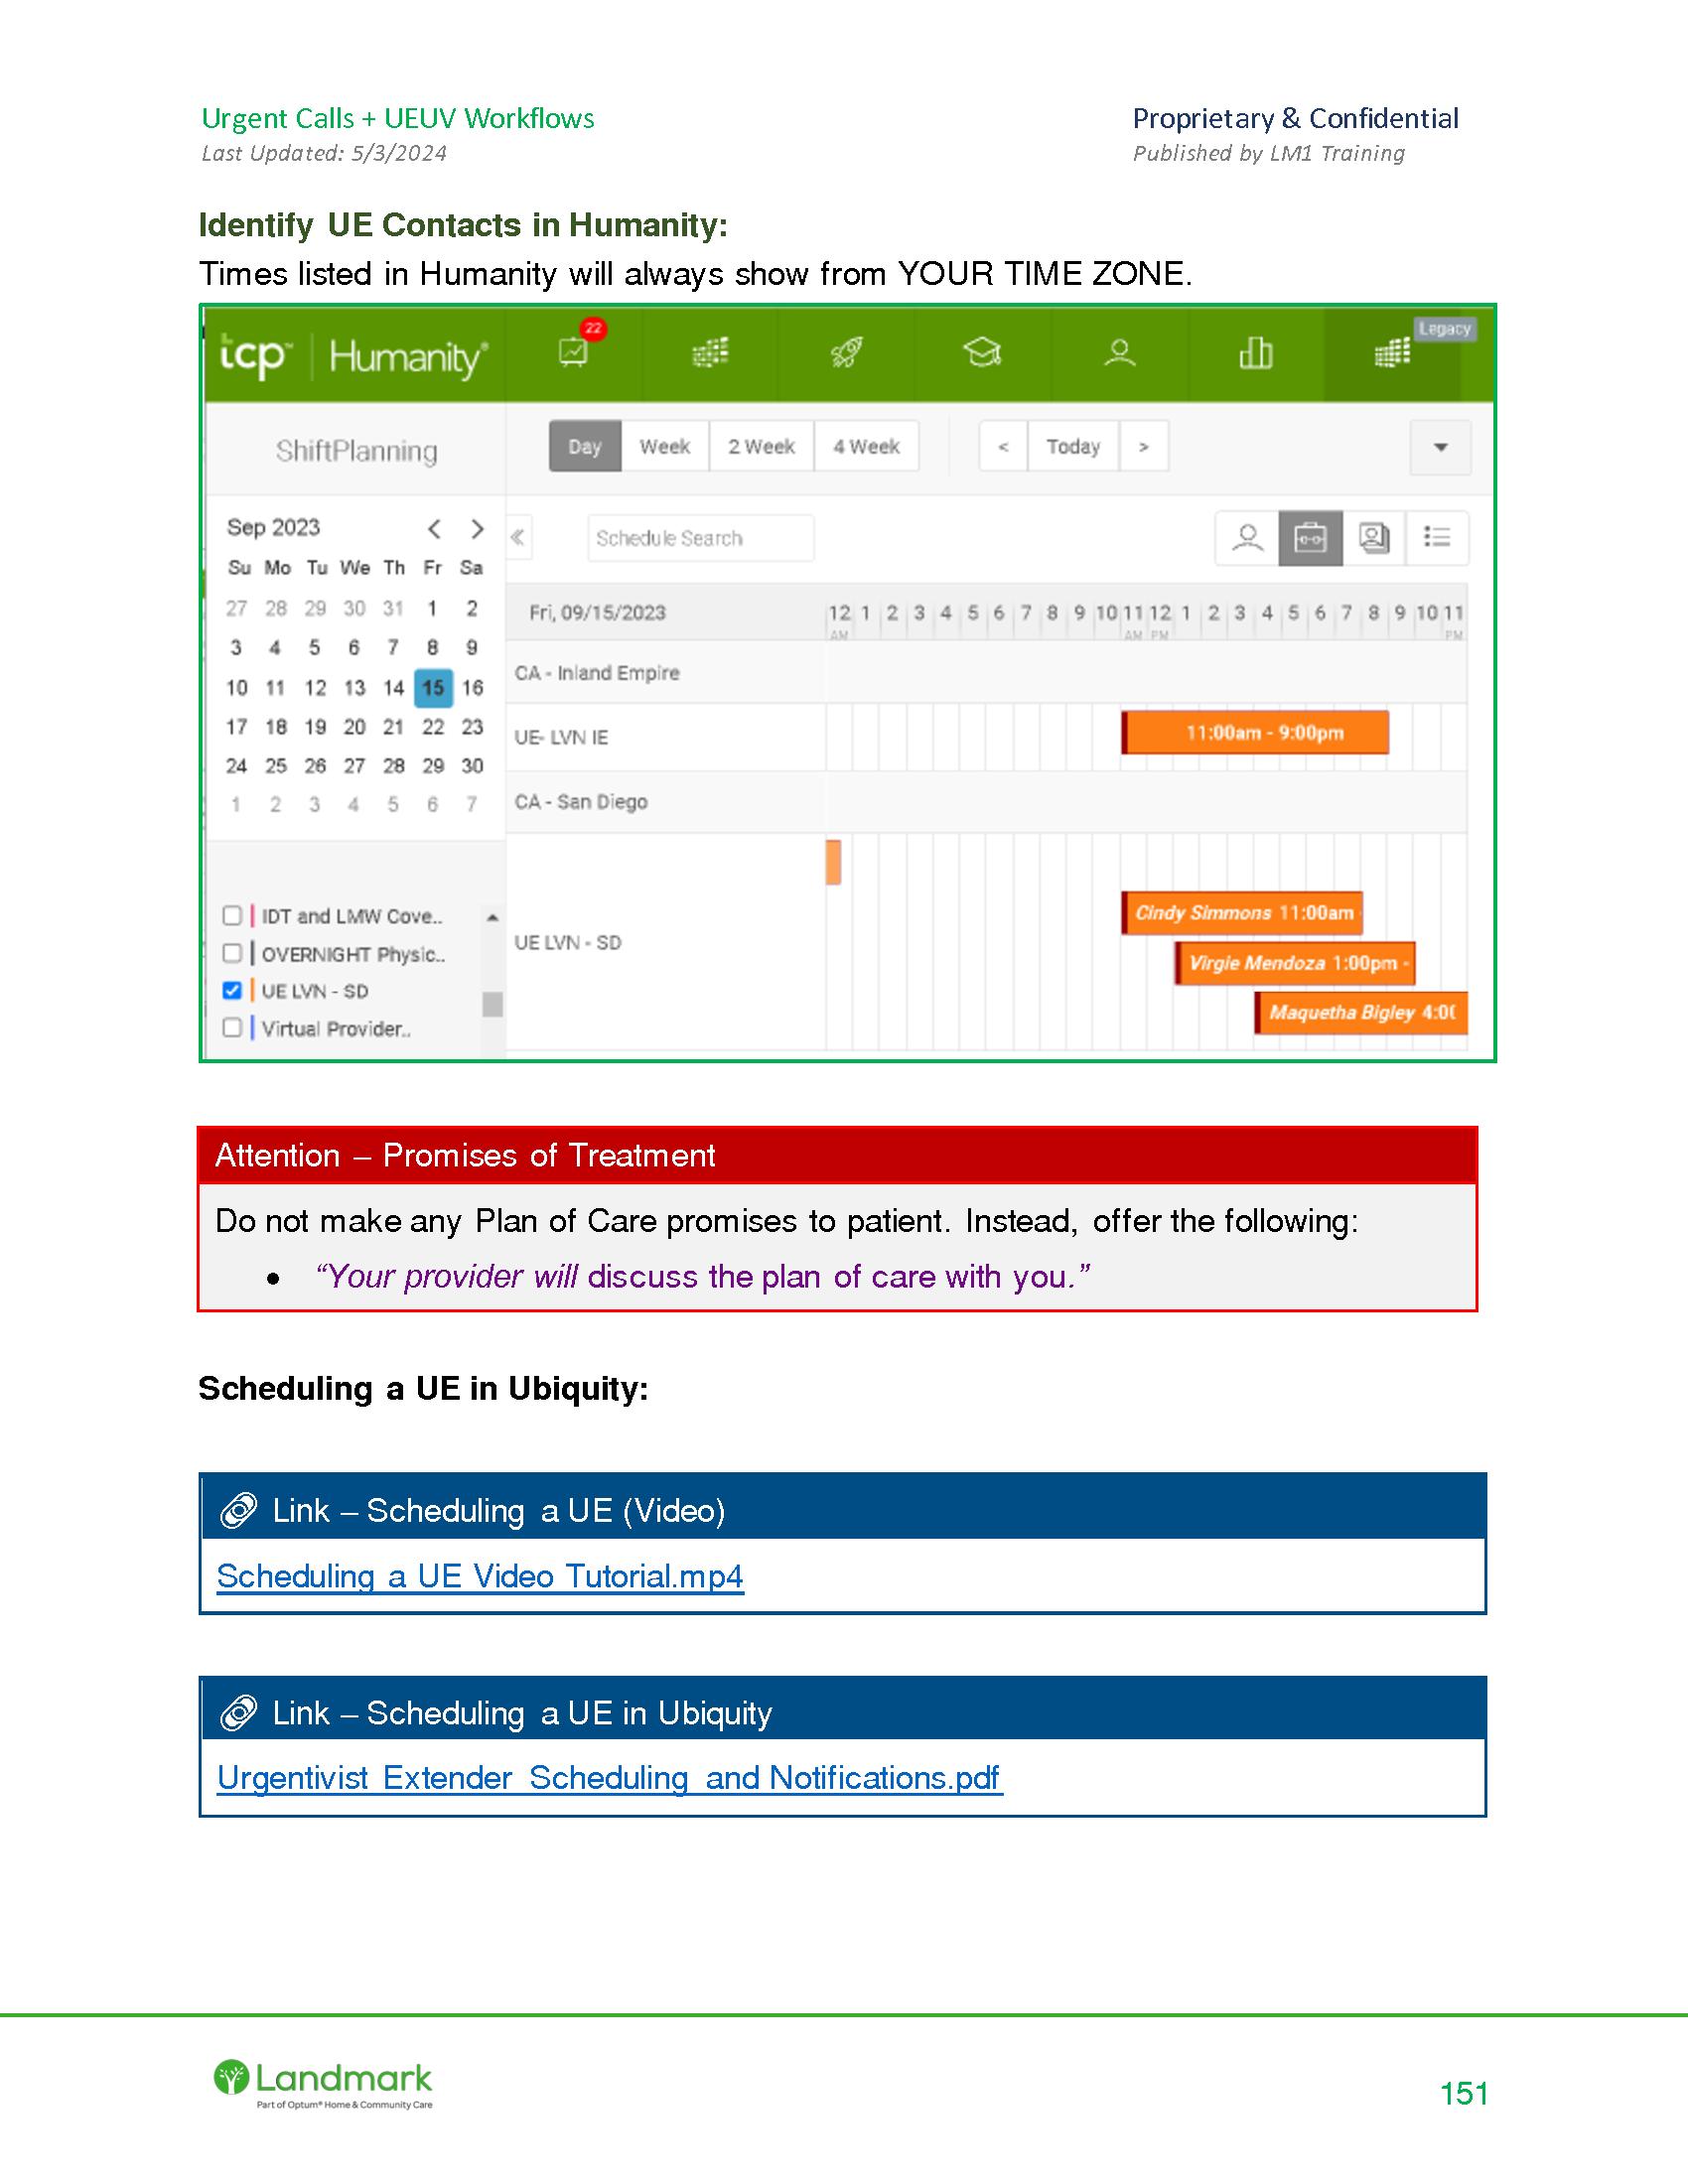 Urgent Calls + UEUV Workflows
Proprietary & Confidential
Last Updated: 5/3/2024
Published by LM1 Training
Identify UE Contacts in Humanity:
Times listed in Humanity will always show from YOUR TIME ZONE.
tcp™ Humanity®
22
Legacy
ShiftPlanning
Day Week 2 Week 4 Week < Today >
Sep 2023
Schedule Search
Su Mo Tu We Th Fr Sa
27 28 29 30 31 1 2
3 4 5 6 7 8 9
10 11 12 13 14 15 16
17 18 19 20 21 22 23
24 25 26 27 28 29 30
1 2 3 4 5 6 7
IDT and LMW Cove..
OVERNIGHT Physic..
UE LVN - SD
Virtual Provider..
Fri, 09/15/2023 12 1 2 3 4 5 6 7 8 9 10 11 12 1 2 3 4 5 6 7 8 9 10 11
AM AM PM PM
CA - Inland Empire
UE- LVN IE 11:00am - 9:00pm
CA - San Diego
UE LVN - SD
Cindy Simmons 11:00am -
Virgie Mendoza 1:00pm -
Maquetha Bigley 4:00
Attention – Promises of Treatment
Do not make any Plan of Care promises to patient. Instead, offer the following:
• “Your provider will discuss the plan of care with you.”
Scheduling a UE in Ubiquity:
Link – Scheduling a UE (Video)
Scheduling a UE Video Tutorial.mp4
Link – Scheduling a UE in Ubiquity
Urgentivist Extender Scheduling and Notifications.pdf
Landmark
Part of Optum® Home & Community Care
151